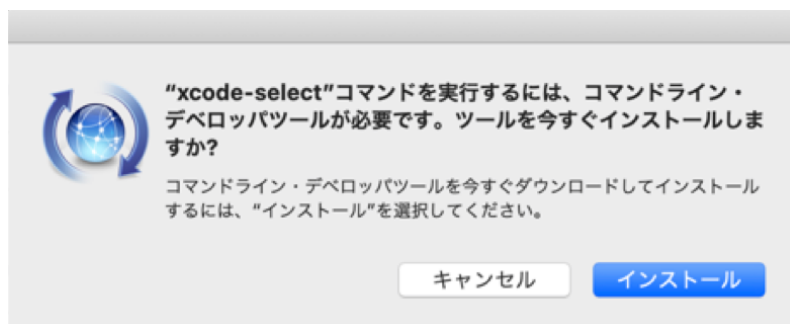 “xcode-select”コマンドを実行するには、コマンドライン・
デベロッパツールが必要です。ツールを今すぐインストールしま
すか?
コマンドライン・デベロッパツールを今すぐダウンロードしてインストール
するには、“インストール”を選択してください。
キャンセル
インストール